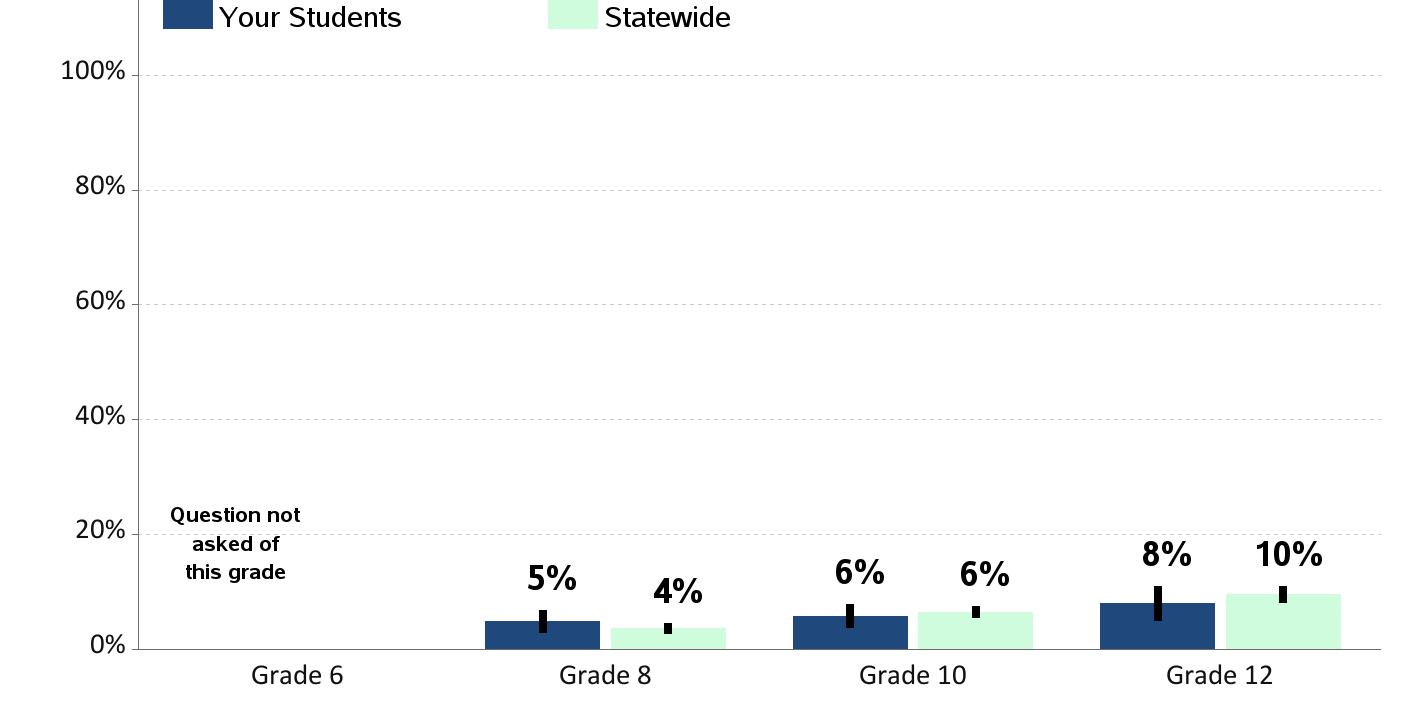 Your Students
Statewide
100%
80%
60%
40%
20%
0%
Question not
asked of
this grade
5%
4%
6%
6%
8%
10%
Grade 6
Grade 8
Grade 10
Grade 12